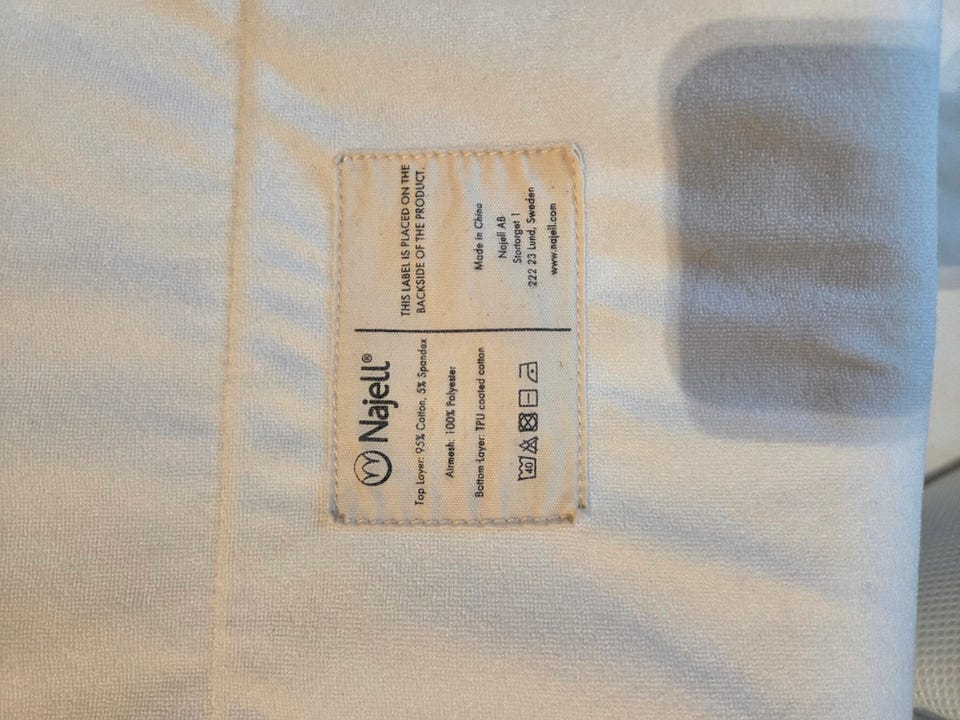 Najell®
Top Layer: 95% Cotton, 5% Spandex
Airmesh: 100% Polyester
Bottom Layer: TPU coated cotton
40
THIS LABEL IS PLACED ON THE
BACKSIDE OF THE PRODUCT.
Made in China
Najell AB
Stortorget 1
222 23 Lund, Sweden
www.najell.com